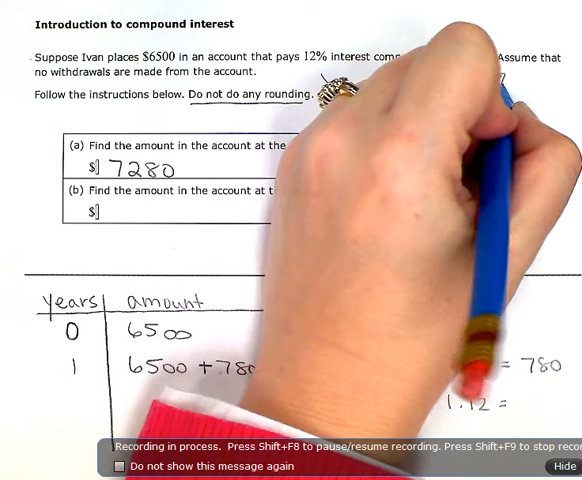 Introduction to compound interest
Suppose Ivan places $6500 in an account that pays 12% interest Assume that
no withdrawals are made from the account.
Follow the instructions below. Do not do any rounding.
(a) Find the amount in the account at the
$ 7280
(b) Find the amount in the account at
$
years amount
0 6500
1 6500 + 780 = 780
1.12 =
Recording in process. Press Shift+F8 to pause/resume recording. Press Shift+F9 to stop
Do not show this message again
Hide